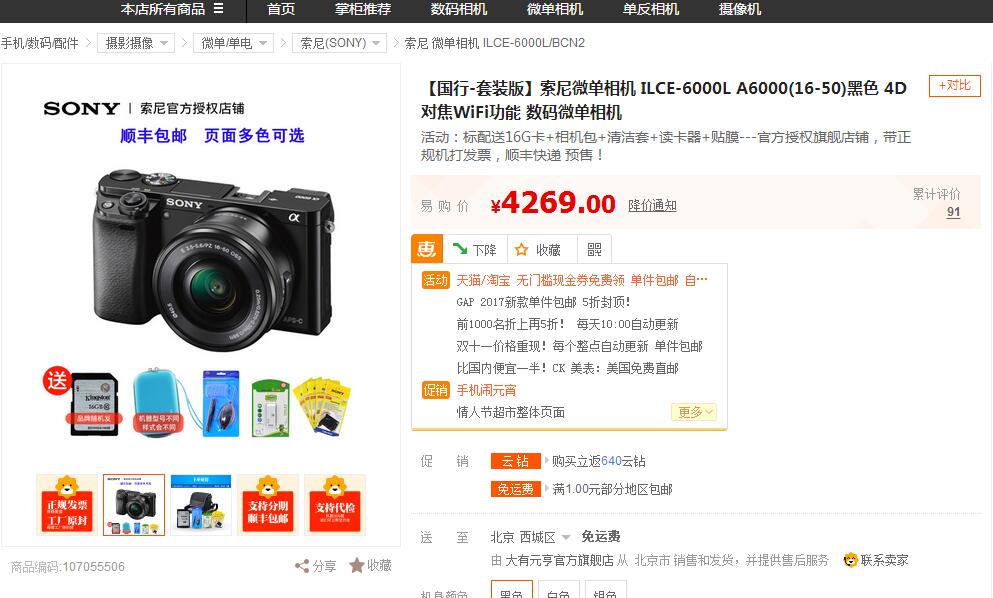 本店所有商品 ☰ 首页 掌柜推荐 数码相机 微单相机 单反相机 摄像机
手机/数码/配件 > 摄影摄像 > 微单/单电 > 索尼(SONY) > 索尼 微单相机 ILCE-6000L/BCN2
SONY | 索尼官方授权店铺
顺丰包邮 页面多色可选
SONY
α
APS-C
送
Kingston
16GB
品牌随机发
机器型号不同
样式会不同
正规发票
工厂原封
支持分期
顺丰包邮
支持代检
商品编码:107055506
分享 收藏
【国行-套装版】索尼微单相机 ILCE-6000L A6000(16-50)黑色 4D
对焦WiFi功能 数码微单相机
+对比
活动：标配送16G卡+相机包+清洁套+读卡器+贴膜---官方授权旗舰店铺，带正
规机打发票，顺丰快递 预售！
易 购 价 ¥4269.00 降价通知
累计评价
91
惠 下降 收藏
活动 天猫/淘宝 无门槛现金券免费领 单件包邮 自…
GAP 2017新款单件包邮 5折封顶!
前1000名折上再5折! 每天10:00自动更新
双十一价格重现! 每个整点自动更新 单件包邮
比国内便宜一半! CK 美表: 美国免费直邮
促销 手机闹元宵
情人节超市整体页面
更多
促 销 云 钻 购买立返640云钻
免运费 满1.00元部分地区包邮
送 至 北京 西城区 免运费
由 大有元亨官方旗舰店 从 北京市 销售和发货，并提供售后服务 联系卖家
机身颜色 黑色 白色 银色